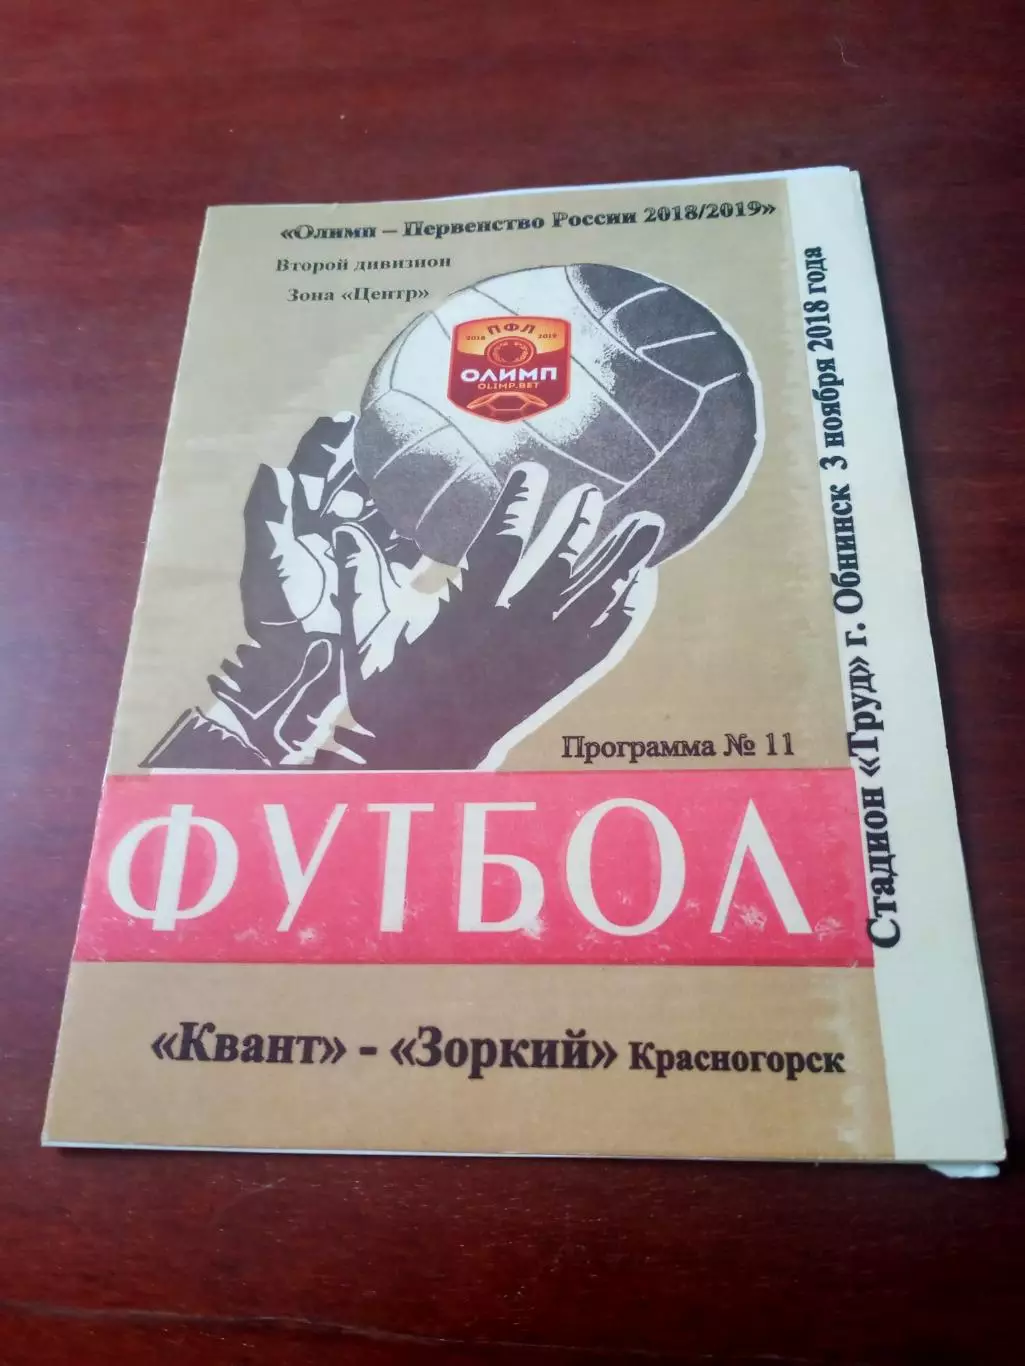 «Олимп – Первенство России 2018/2019»
Второй дивизион
Зона «Центр»
ПФЛ
2018 2019
ОЛИМП
OLIMP.BET
Программа № 11
ФУТБОЛ
«Квант» - «Зоркий» Красногорск
Стадион «Труд» г. Обнинск 3 ноября 2018 года